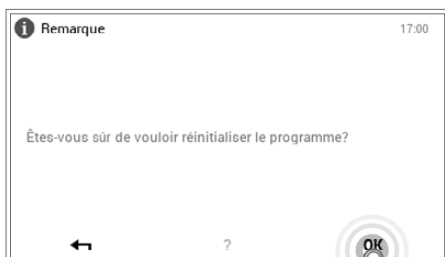 Remarque 17:00
Êtes-vous sûr de vouloir réinitialiser le programme?
? OK